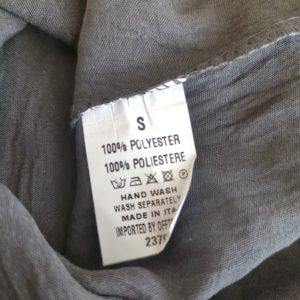 S
100% POLYESTER
100% POLIESTERE
HAND WASH
WASH SEPARATELY
MADE IN
IMPORTED BY